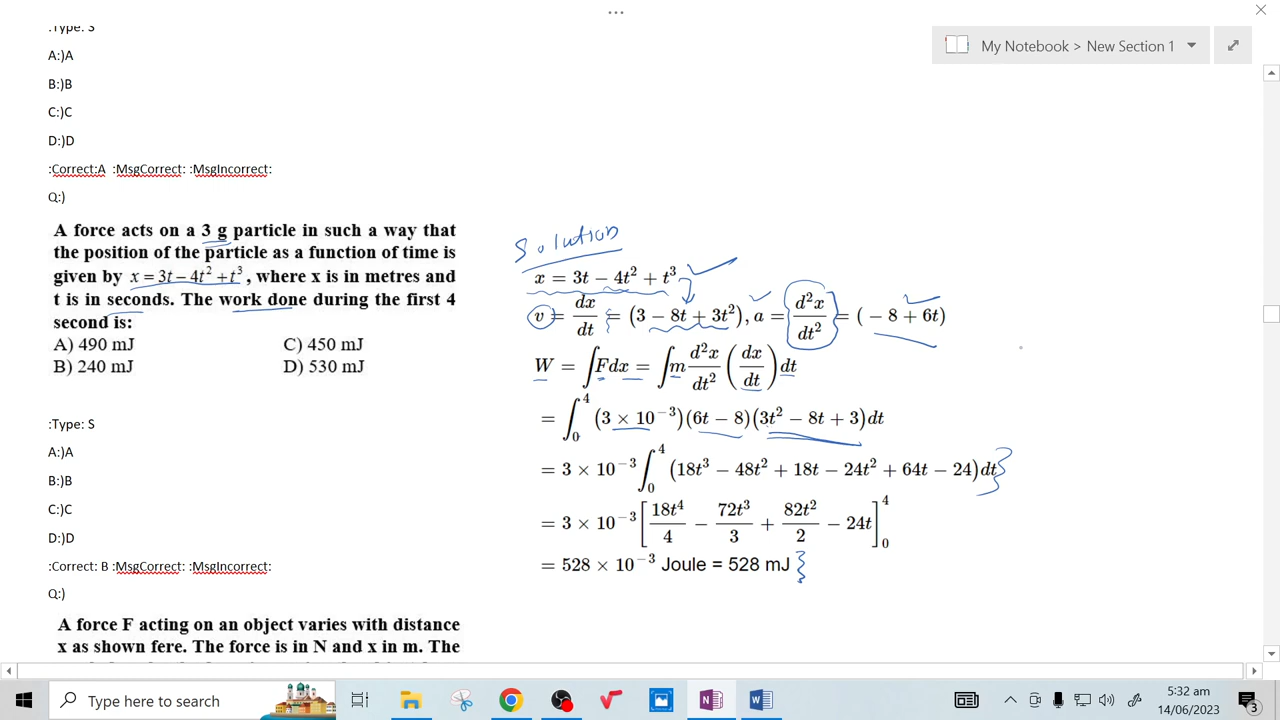 ...
:Type: S
My Notebook > New Section 1
A:)A
B:)B
C:)C
D:)D
:Correct:A :MsgCorrect: :MsgIncorrect:
Q:)
A force acts on a 3 g particle in such a way that
the position of the particle as a function of time is
given by x = 3t − 4t² + t³ , where x is in metres and
t is in seconds. The work done during the first 4
second is:
A) 490 mJ C) 450 mJ
B) 240 mJ D) 530 mJ
:Type: S
A:)A
B:)B
C:)C
D:)D
:Correct: B :MsgCorrect: :MsgIncorrect:
Q:)
A force F acting on an object varies with distance
x as shown fere. The force is in N and x in m. The
Solution
x = 3t − 4t² + t³
v = dx/dt = (3 − 8t + 3t²), a = d²x/dt² = (− 8 + 6t)
W = ∫Fdx = ∫m d²x/dt² (dx/dt) dt
= ∫₀⁴ (3 × 10⁻³)(6t − 8)(3t² − 8t + 3)dt
= 3 × 10⁻³ ∫₀⁴ (18t³ − 48t² + 18t − 24t² + 64t − 24)dt
= 3 × 10⁻³ [18t⁴/4 − 72t³/3 + 82t²/2 − 24t]₀⁴
= 528 × 10⁻³ Joule = 528 mJ
Type here to search
5:32 am
14/06/2023
3